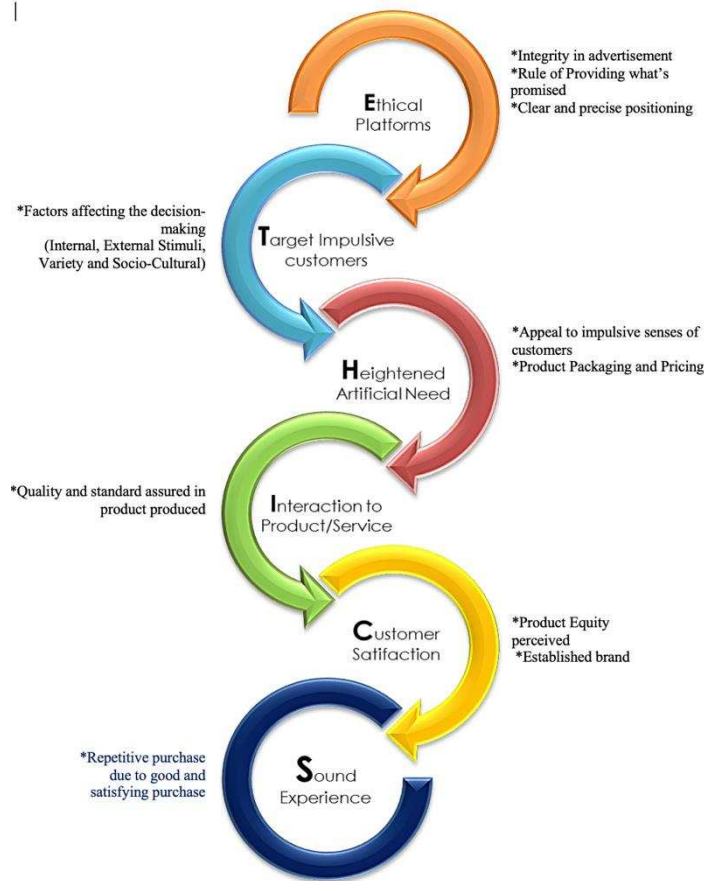 Ethical
Platforms
*Integrity in advertisement
*Rule of Providing what's
promised
*Clear and precise positioning
*Factors affecting the decision-
making
(Internal, External Stimuli,
Variety and Socio-Cultural)
Target Impulsive
customers
Heightened
Artificial Need
*Appeal to impulsive senses of
customers
*Product Packaging and Pricing
*Quality and standard assured in
product produced
Interaction to
Product/Service
Customer
Satifaction
*Product Equity
perceived
*Established brand
*Repetitive purchase
due to good and
satisfying purchase
Sound
Experience